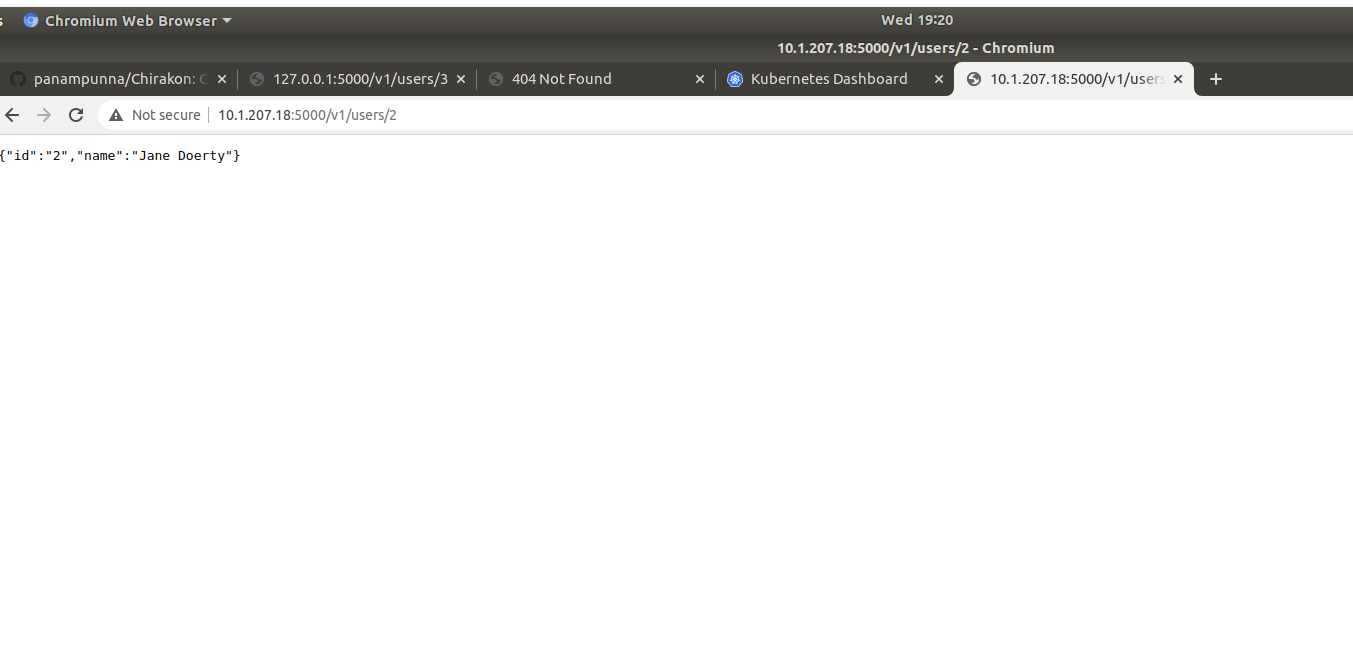 s Chromium Web Browser Wed 19:20
10.1.207.18:5000/v1/users/2 - Chromium
panampunna/Chirakon: C 127.0.0.1:5000/v1/users/3 404 Not Found Kubernetes Dashboard 10.1.207.18:5000/v1/users
Not secure 10.1.207.18:5000/v1/users/2
{"id":"2","name":"Jane Doerty"}